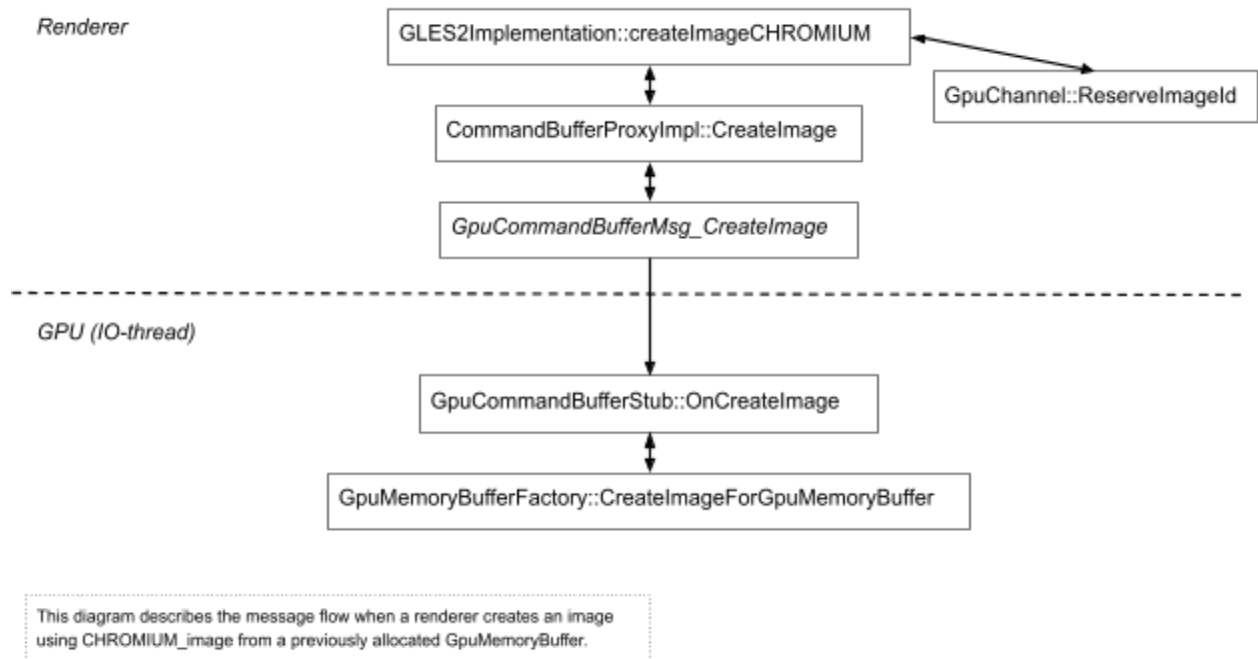 Renderer
GLES2Implementation::createImageCHROMIUM
GpuChannel::ReserveImageId
CommandBufferProxyImpl::CreateImage
GpuCommandBufferMsg_CreateImage
GPU (IO-thread)
GpuCommandBufferStub::OnCreateImage
GpuMemoryBufferFactory::CreateImageForGpuMemoryBuffer
This diagram describes the message flow when a renderer creates an image
using CHROMIUM_image from a previously allocated GpuMemoryBuffer.